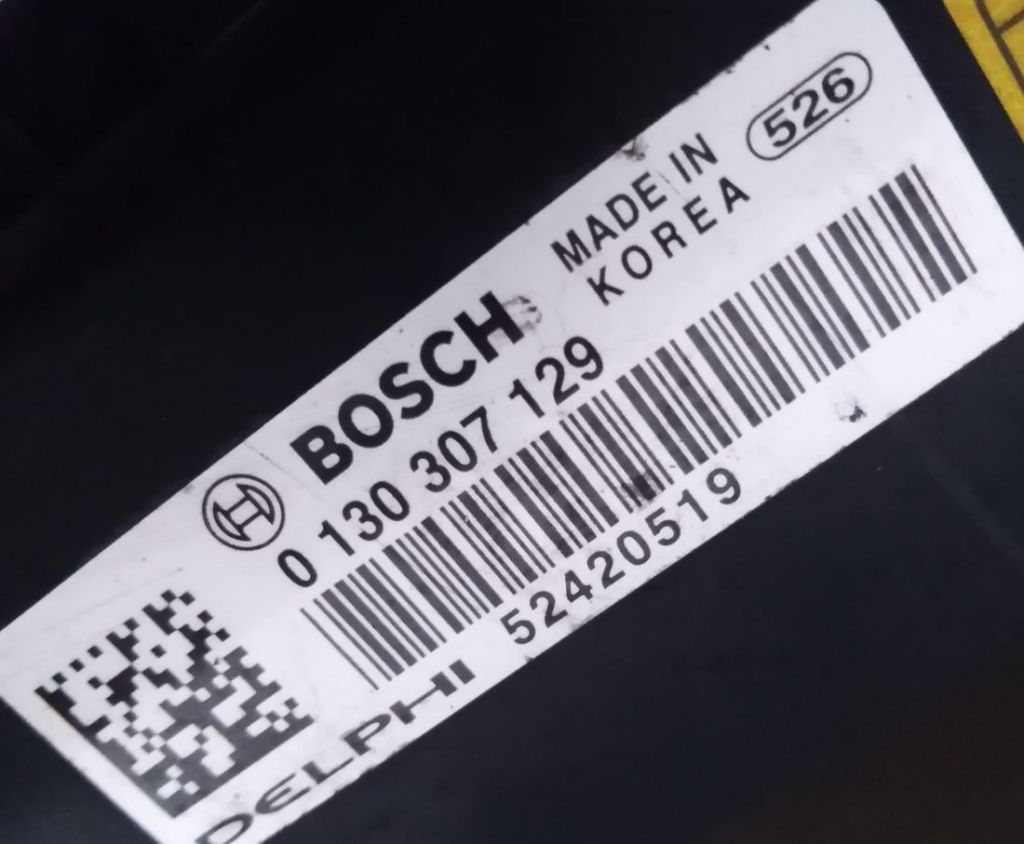 BOSCH
MADE IN
KOREA
526
0 130 307 129
DELPHI 52420519